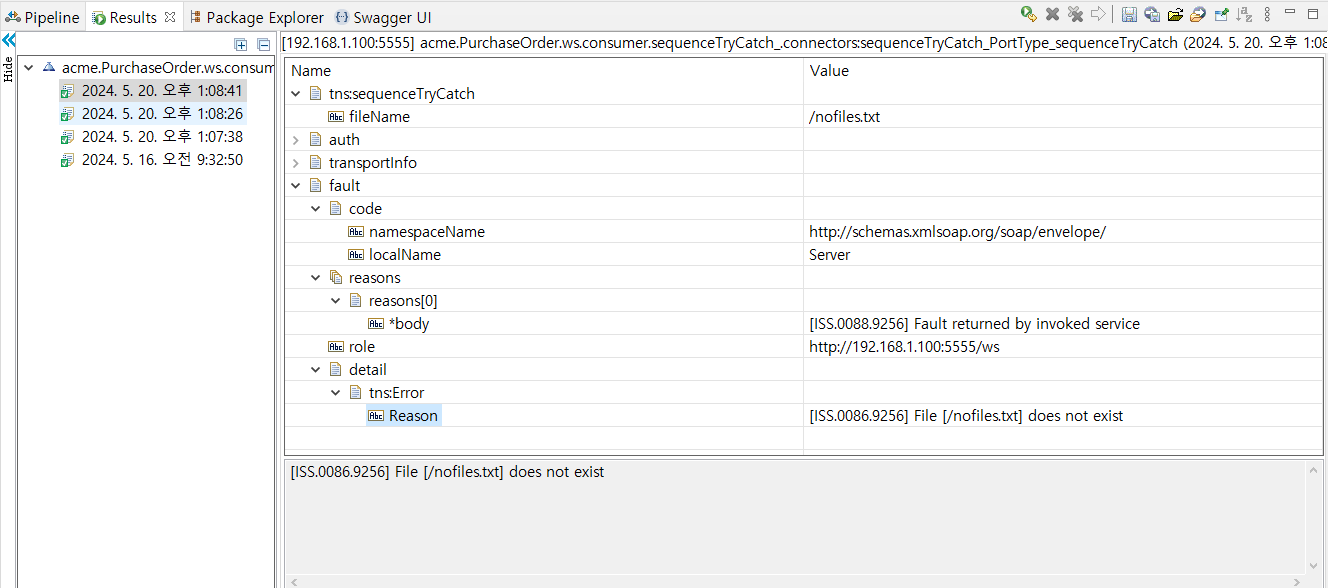 Pipeline Results Package Explorer Swagger UI
Hide
acme.PurchaseOrder.ws.consum
2024. 5. 20. 오후 1:08:41
2024. 5. 20. 오후 1:08:26
2024. 5. 20. 오후 1:07:38
2024. 5. 16. 오전 9:32:50
[192.168.1.100:5555] acme.PurchaseOrder.ws.consumer.sequenceTryCatch_.connectors:sequenceTryCatch_PortType_sequenceTryCatch (2024. 5. 20. 오후 1:08
Name Value
tns:sequenceTryCatch
fileName /nofiles.txt
auth
transportInfo
fault
code
namespaceName http://schemas.xmlsoap.org/soap/envelope/
localName Server
reasons
reasons[0]
*body [ISS.0088.9256] Fault returned by invoked service
role http://192.168.1.100:5555/ws
detail
tns:Error
Reason [ISS.0086.9256] File [/nofiles.txt] does not exist
[ISS.0086.9256] File [/nofiles.txt] does not exist